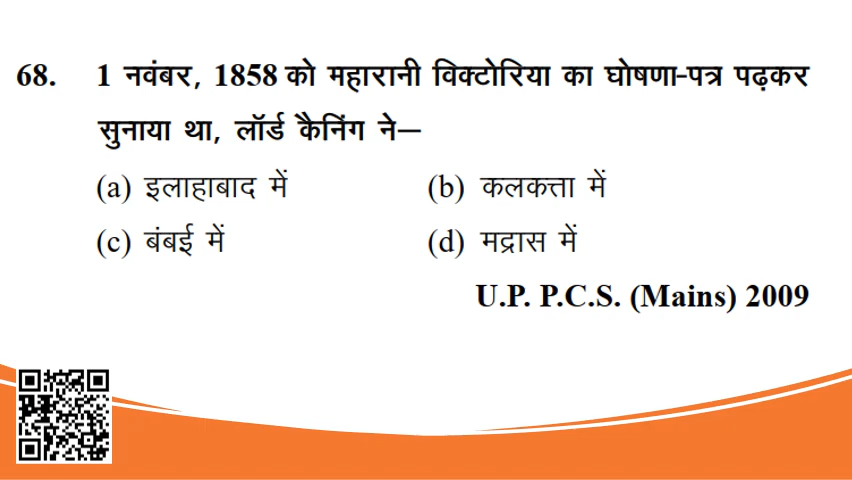 68. 1 नवंबर, 1858 को महारानी विक्टोरिया का घोषणा-पत्र पढ़कर
सुनाया था, लॉर्ड कैनिंग ने—
(a) इलाहाबाद में (b) कलकत्ता में
(c) बंबई में (d) मद्रास में
U.P. P.C.S. (Mains) 2009